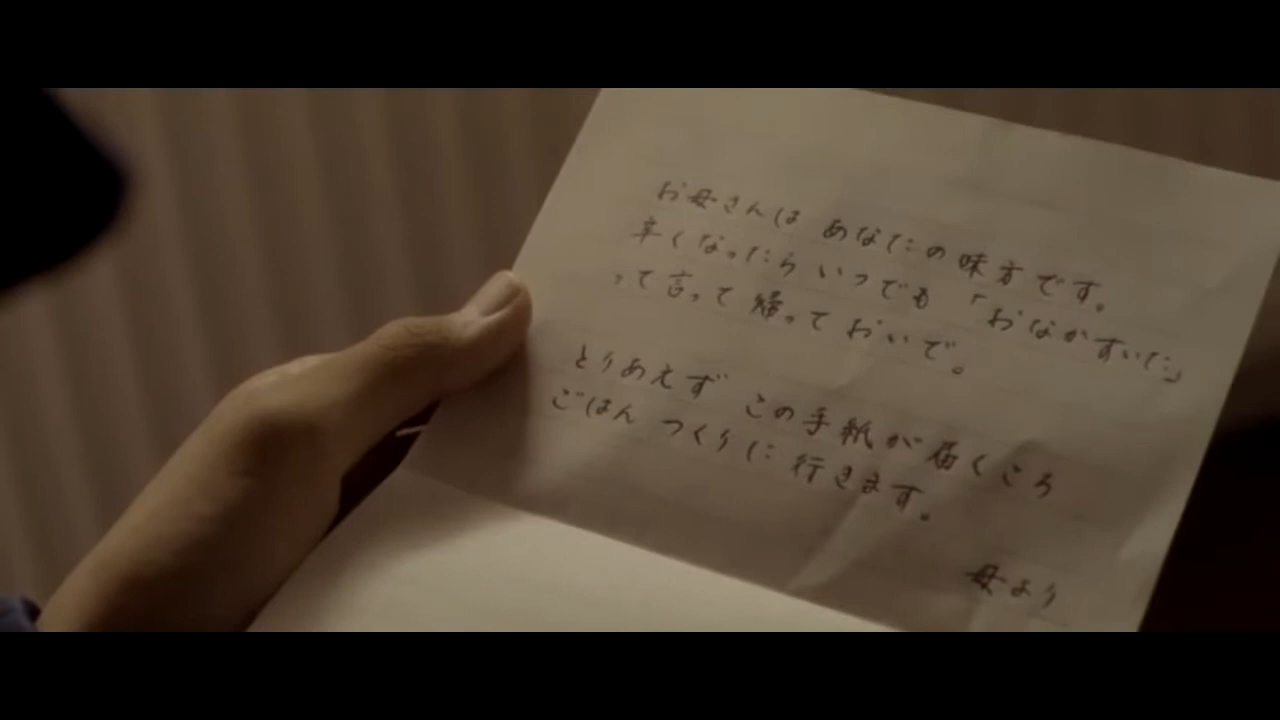 お母さんは あなたの味方です。
辛くなったら いつでも 「おなかすいた」
って言って 帰って おいで。
とりあえず この手紙が届くころ
ごはん つくりに 行きます。
母より